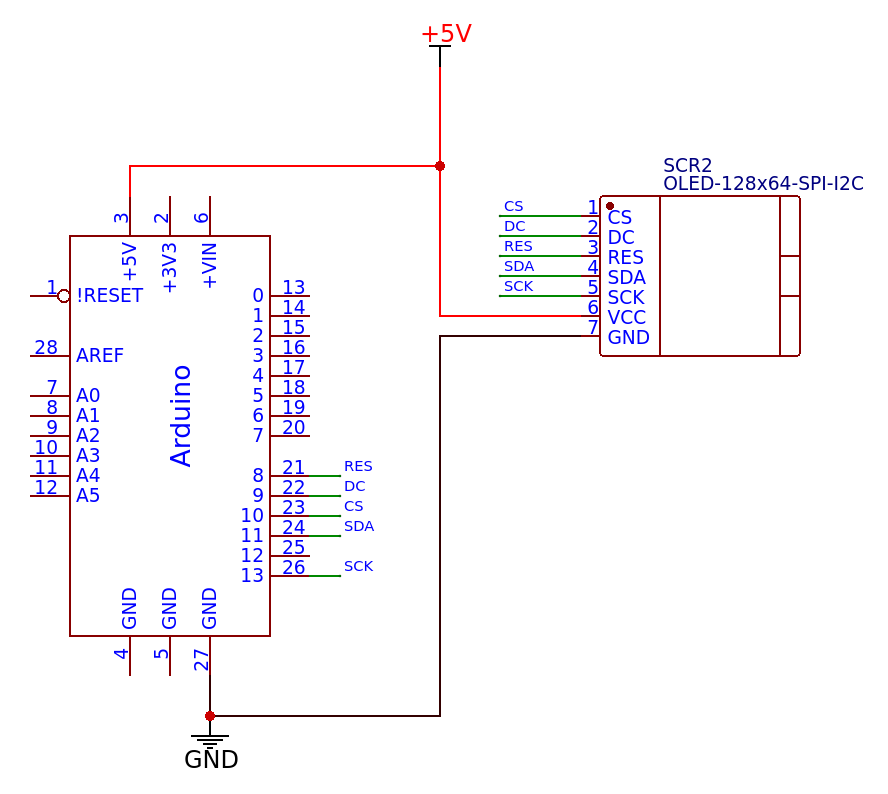 +5V
SCR2
OLED-128x64-SPI-I2C
CS 1 CS
DC 2 DC
RES 3 RES
SDA 4 SDA
SCK 5 SCK
6 VCC
7 GND
3 2 6
+5V +3V3 +VIN
1 !RESET
28 AREF
7 A0
8 A1
9 A2
10 A3
11 A4
12 A5
Arduino
0 13
1 14
2 15
3 16
4 17
5 18
6 19
7 20
8 21 RES
9 22 DC
10 23 CS
11 24 SDA
12 25
13 26 SCK
GND GND GND
4 5 27
GND